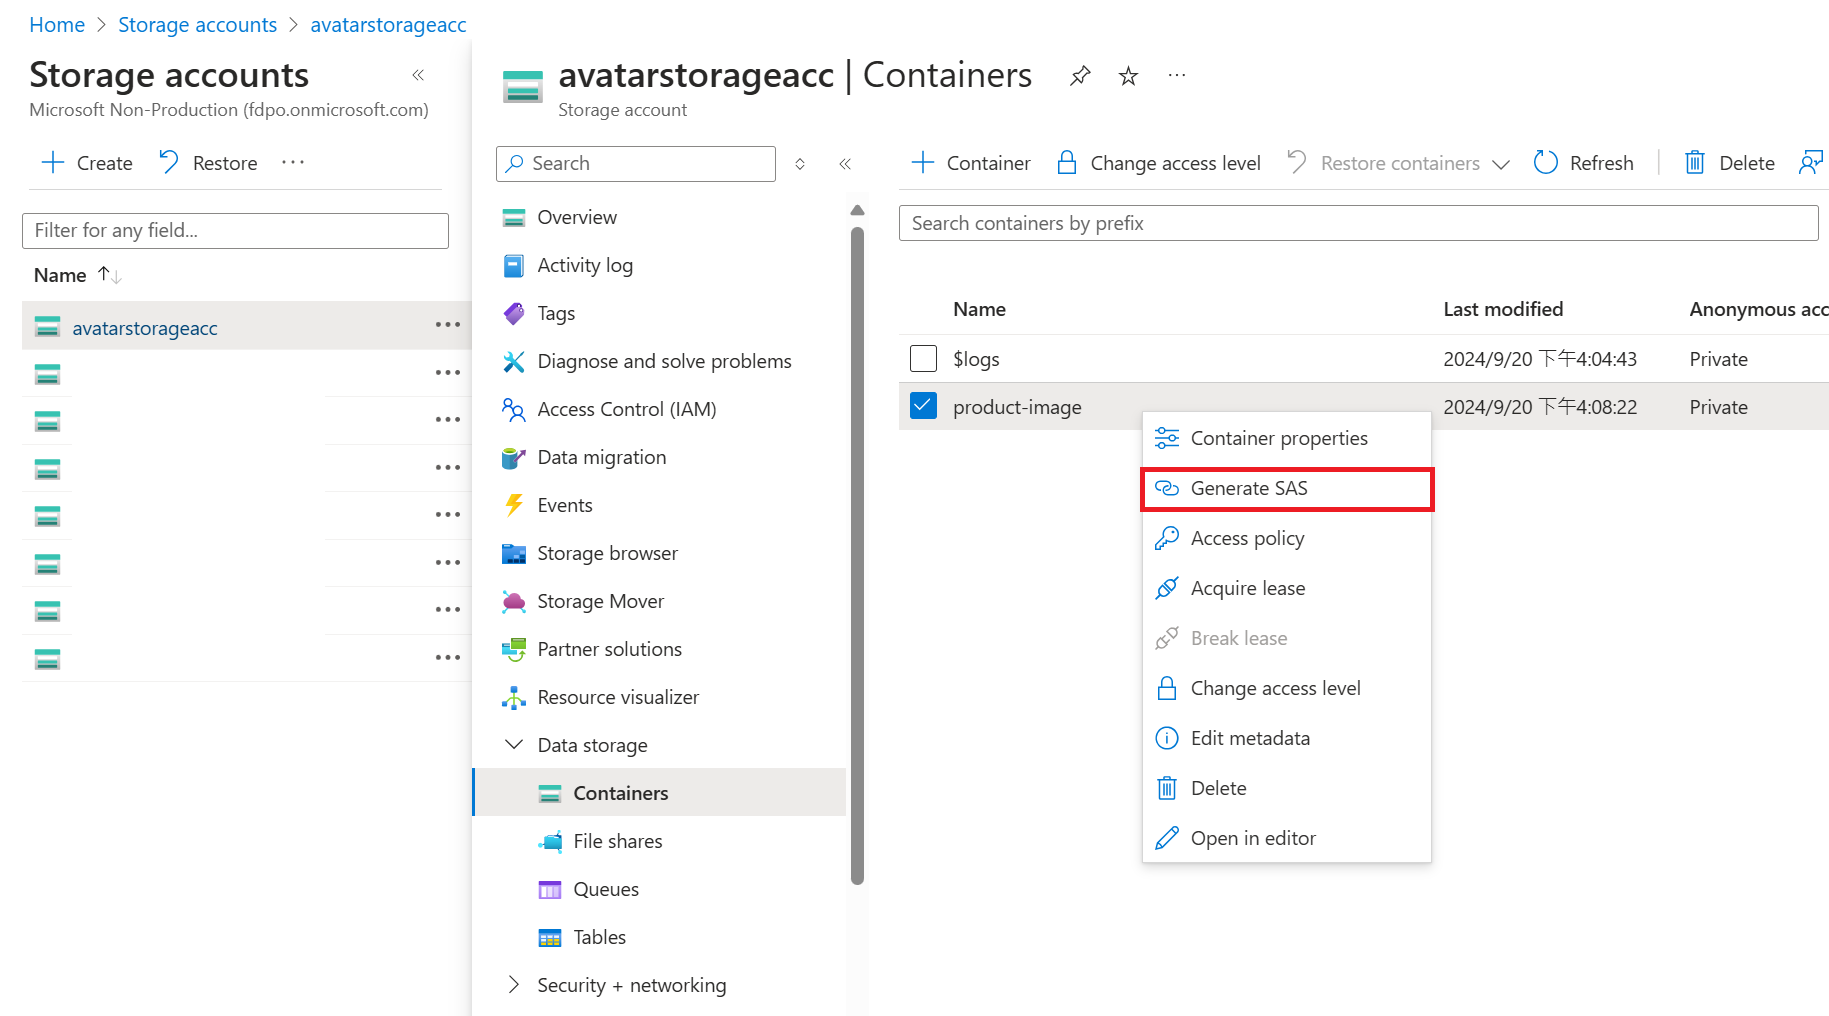 Home > Storage accounts > avatarstorageacc
Storage accounts
Microsoft Non-Production (fdpo.onmicrosoft.com)
Create Restore ...
Filter for any field...
Name
avatarstorageacc
avatarstorageacc | Containers
Storage account
Search
Overview
Activity log
Tags
Diagnose and solve problems
Access Control (IAM)
Data migration
Events
Storage browser
Storage Mover
Partner solutions
Resource visualizer
Data storage
Containers
File shares
Queues
Tables
Security + networking
Container Change access level Restore containers Refresh Delete
Search containers by prefix
Name Last modified Anonymous acc
$logs 2024/9/20 下午4:04:43 Private
product-image 2024/9/20 下午4:08:22 Private
Container properties
Generate SAS
Access policy
Acquire lease
Break lease
Change access level
Edit metadata
Delete
Open in editor